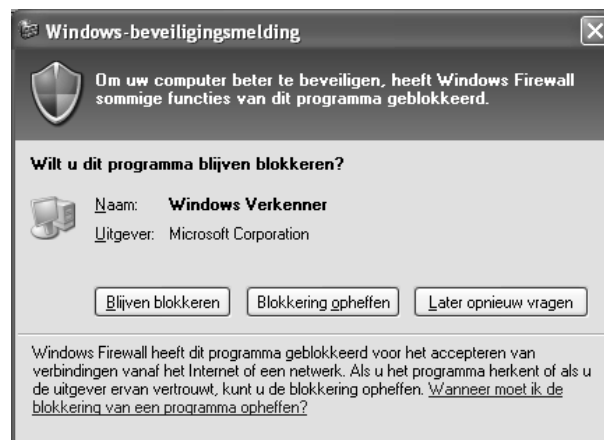 Windows-beveiligingsmelding
Om uw computer beter te beveiligen, heeft Windows Firewall
sommige functies van dit programma geblokkeerd.
Wilt u dit programma blijven blokkeren?
Naam: Windows Verkenner
Uitgever: Microsoft Corporation
Blijven blokkeren Blokkering opheffen Later opnieuw vragen
Windows Firewall heeft dit programma geblokkeerd voor het accepteren van
verbindingen vanaf het Internet of een netwerk. Als u het programma herkent of als u
de uitgever ervan vertrouwt, kunt u de blokkering opheffen. Wanneer moet ik de
blokkering van een programma opheffen?